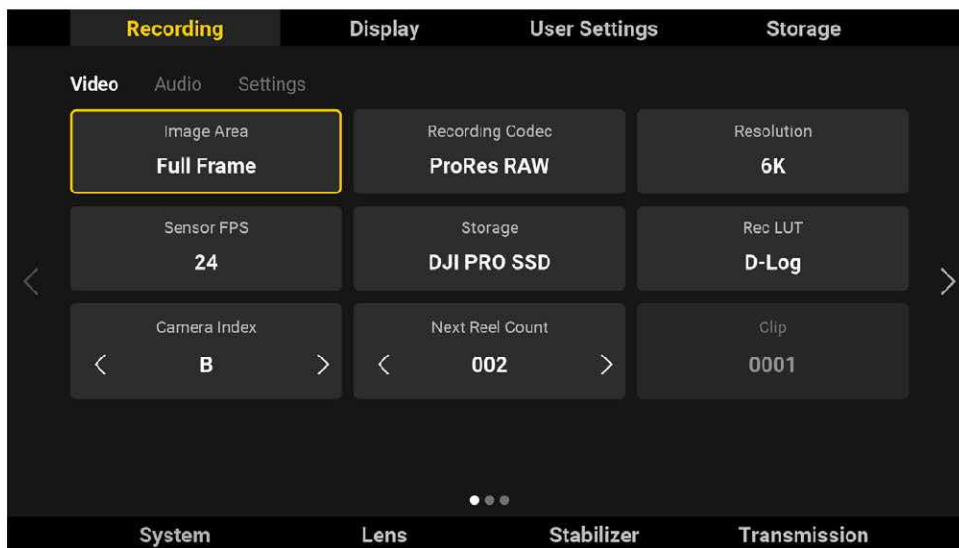 Recording Display User Settings Storage
Video Audio Settings
Image Area Recording Codec Resolution
Full Frame ProRes RAW 6K
Sensor FPS Storage Rec LUT
24 DJI PRO SSD D-Log
Camera Index Next Reel Count Clip
< B > < 002 > 0001
System Lens Stabilizer Transmission